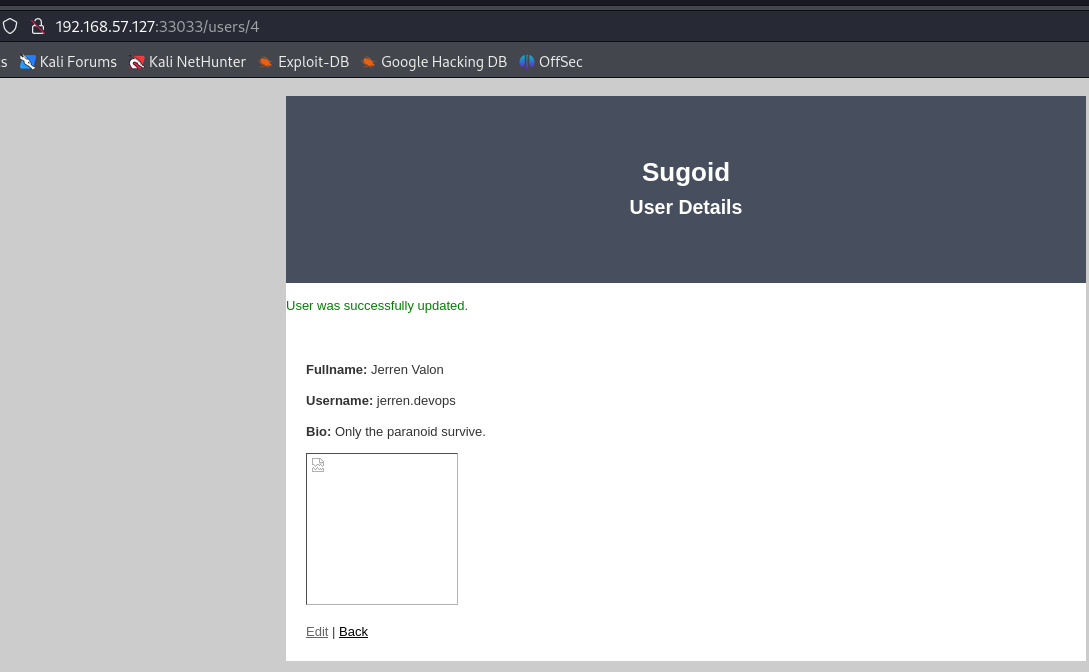 192.168.57.127:33033/users/4
s Kali Forums Kali NetHunter Exploit-DB Google Hacking DB OffSec
Sugoid
User Details
User was successfully updated.
Fullname: Jerren Valon
Username: jerren.devops
Bio: Only the paranoid survive.
Edit | Back